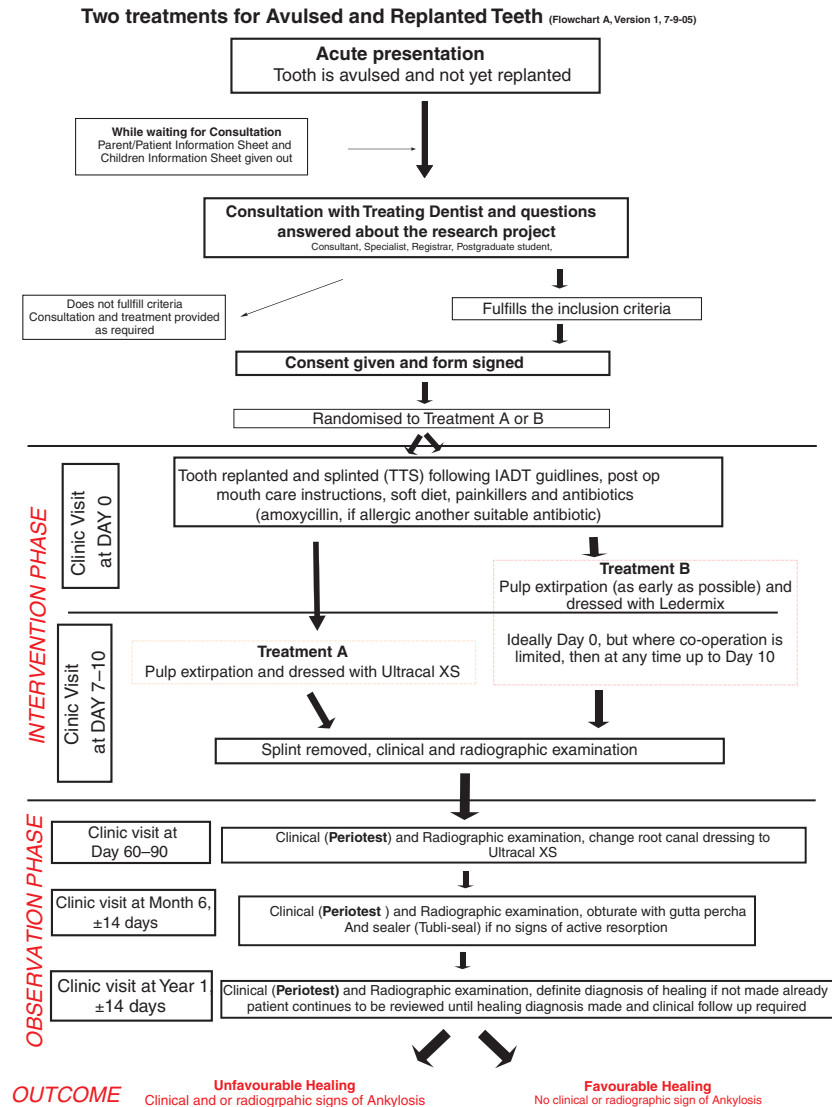 Two treatments for Avulsed and Replanted Teeth (Flowchart A, Version 1, 7-9-05)
Acute presentation
Tooth is avulsed and not yet replanted
While waiting for Consultation
Parent/Patient Information Sheet and
Children Information Sheet given out
Consultation with Treating Dentist and questions
answered about the research project
Consultant, Specialist, Registrar, Postgraduate student,
Does not fullfill criteria
Consultation and treatment provided
as required
Fulfills the inclusion criteria
Consent given and form signed
Randomised to Treatment A or B
INTERVENTION PHASE
Clinic Visit
at DAY 0
Tooth replanted and splinted (TTS) following IADT guidlines, post op
mouth care instructions, soft diet, painkillers and antibiotics
(amoxycillin, if allergic another suitable antibiotic)
Treatment B
Pulp extirpation (as early as possible) and
dressed with Ledermix
Ideally Day 0, but where co-operation is
limited, then at any time up to Day 10
Cinic Visit
at DAY 7–10
Treatment A
Pulp extirpation and dressed with Ultracal XS
Splint removed, clinical and radiographic examination
OBSERVATION PHASE
Clinic visit at
Day 60–90
Clinical (Periotest) and Radiographic examination, change root canal dressing to
Ultracal XS
Clinic visit at Month 6,
±14 days
Clinical (Periotest ) and Radiographic examination, obturate with gutta percha
And sealer (Tubli-seal) if no signs of active resorption
Clinic visit at Year 1,
±14 days
Clinical (Periotest) and Radiographic examination, definite diagnosis of healing if not made already
patient continues to be reviewed until healing diagnosis made and clinical follow up required
OUTCOME
Unfavourable Healing
Clinical and or radiogrpahic signs of Ankylosis
Favourable Healing
No clinical or radiographic sign of Ankylosis